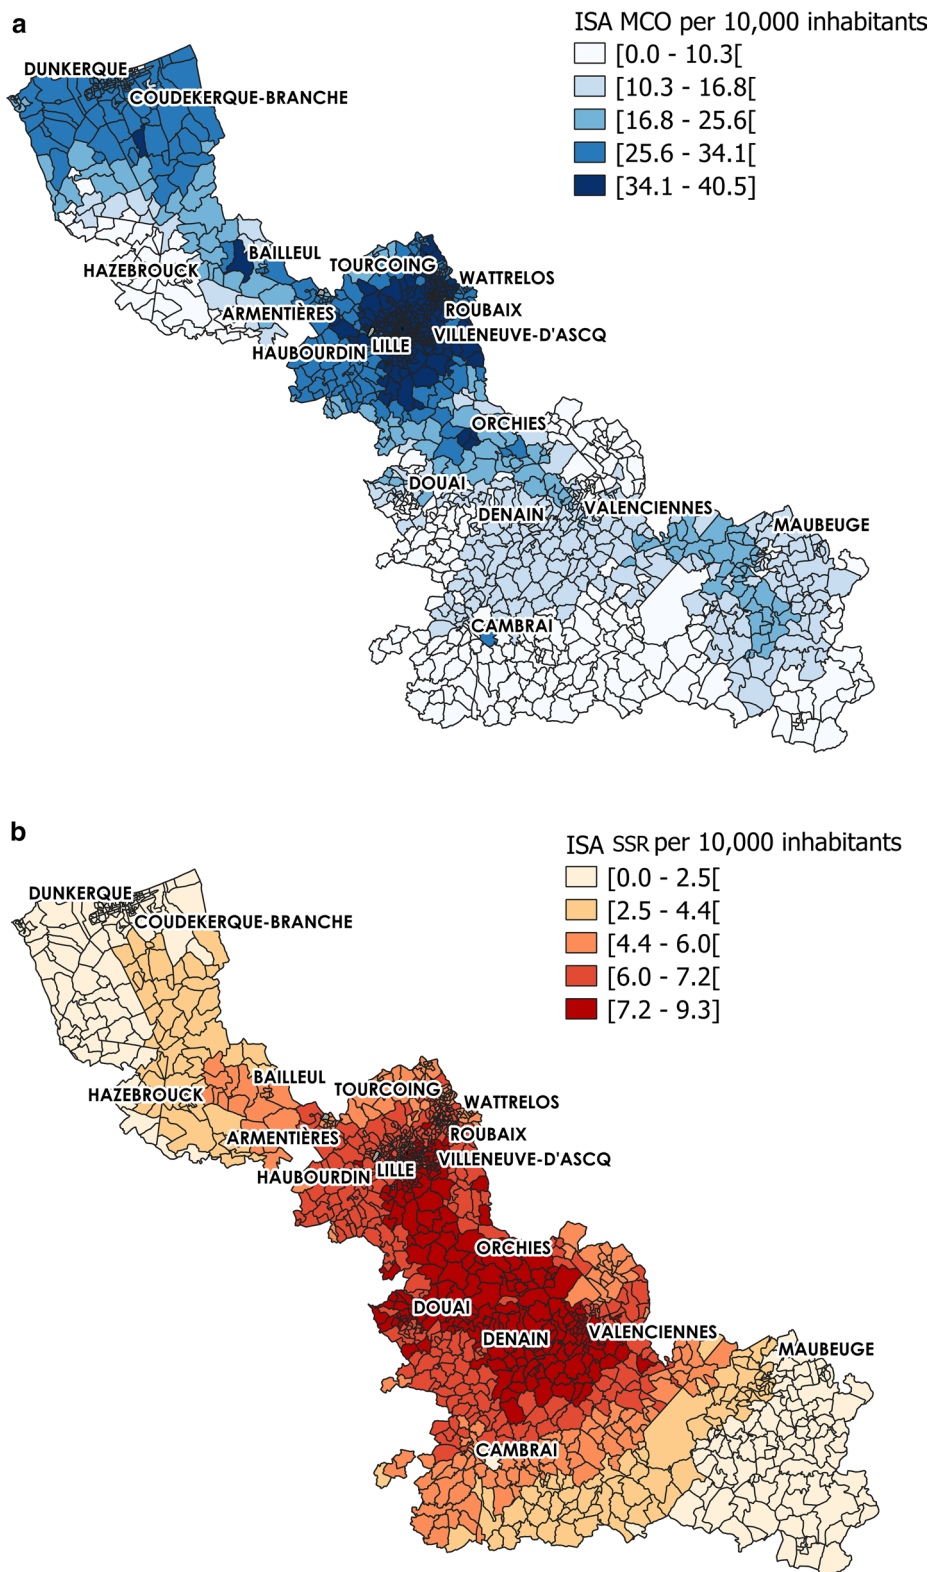 a
ISA MCO per 10,000 inhabitants
[0.0 - 10.3[
[10.3 - 16.8[
[16.8 - 25.6[
[25.6 - 34.1[
[34.1 - 40.5]
DUNKERQUE
COUDEKERQUE-BRANCHE
BAILLEUL
HAZEBROUCK
TOURCOING
WATTRELOS
ARMENTIÈRES
ROUBAIX
VILLENEUVE-D'ASCQ
HAUBOURDIN
LILLE
ORCHIES
DOUAI
DENAIN
VALENCIENNES
MAUBEUGE
CAMBRAI
b
ISA SSR per 10,000 inhabitants
[0.0 - 2.5[
[2.5 - 4.4[
[4.4 - 6.0[
[6.0 - 7.2[
[7.2 - 9.3]
DUNKERQUE
COUDEKERQUE-BRANCHE
BAILLEUL
HAZEBROUCK
TOURCOING
WATTRELOS
ARMENTIÈRES
ROUBAIX
VILLENEUVE-D'ASCQ
HAUBOURDIN
LILLE
ORCHIES
DOUAI
DENAIN
VALENCIENNES
MAUBEUGE
CAMBRAI